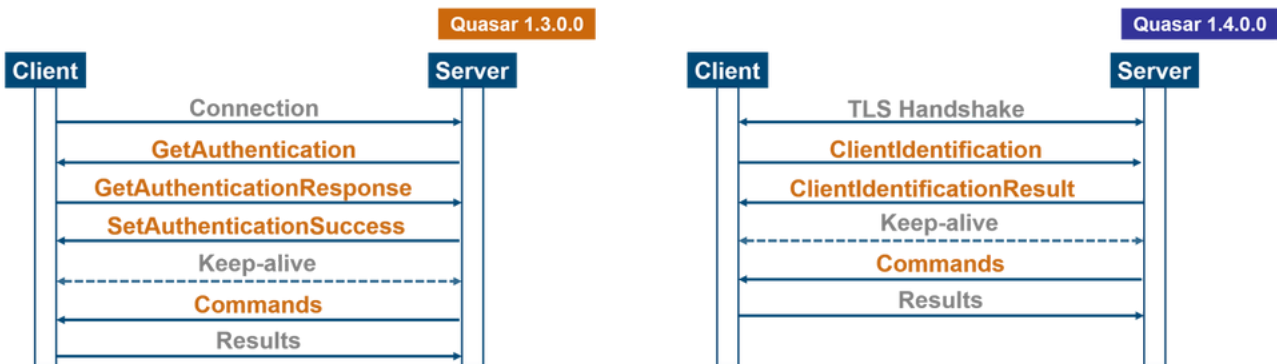 Quasar 1.3.0.0
Client
Server
Connection
GetAuthentication
GetAuthenticationResponse
SetAuthenticationSuccess
Keep-alive
Commands
Results
Quasar 1.4.0.0
Client
Server
TLS Handshake
ClientIdentification
ClientIdentificationResult
Keep-alive
Commands
Results